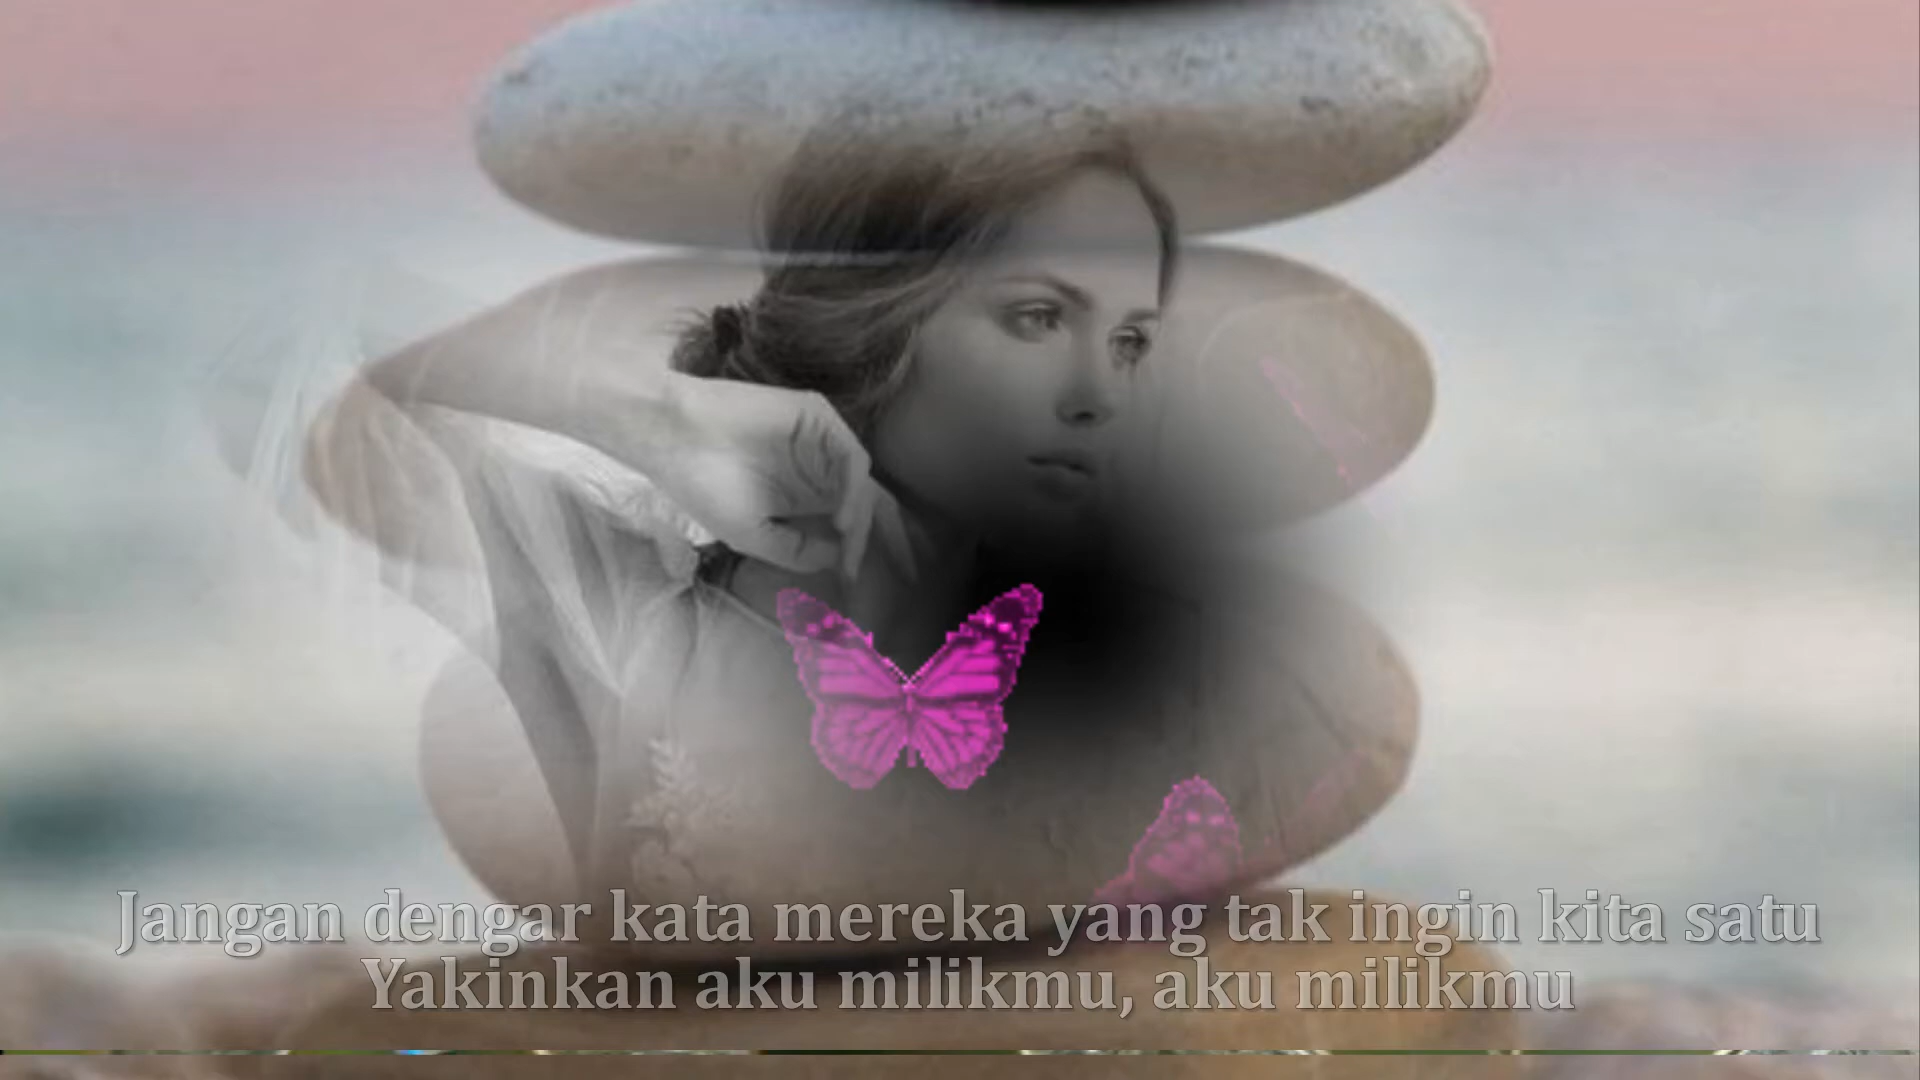 Jangan dengar kata mereka yang tak ingin kita satu
Yakinkan aku milikmu, aku milikmu